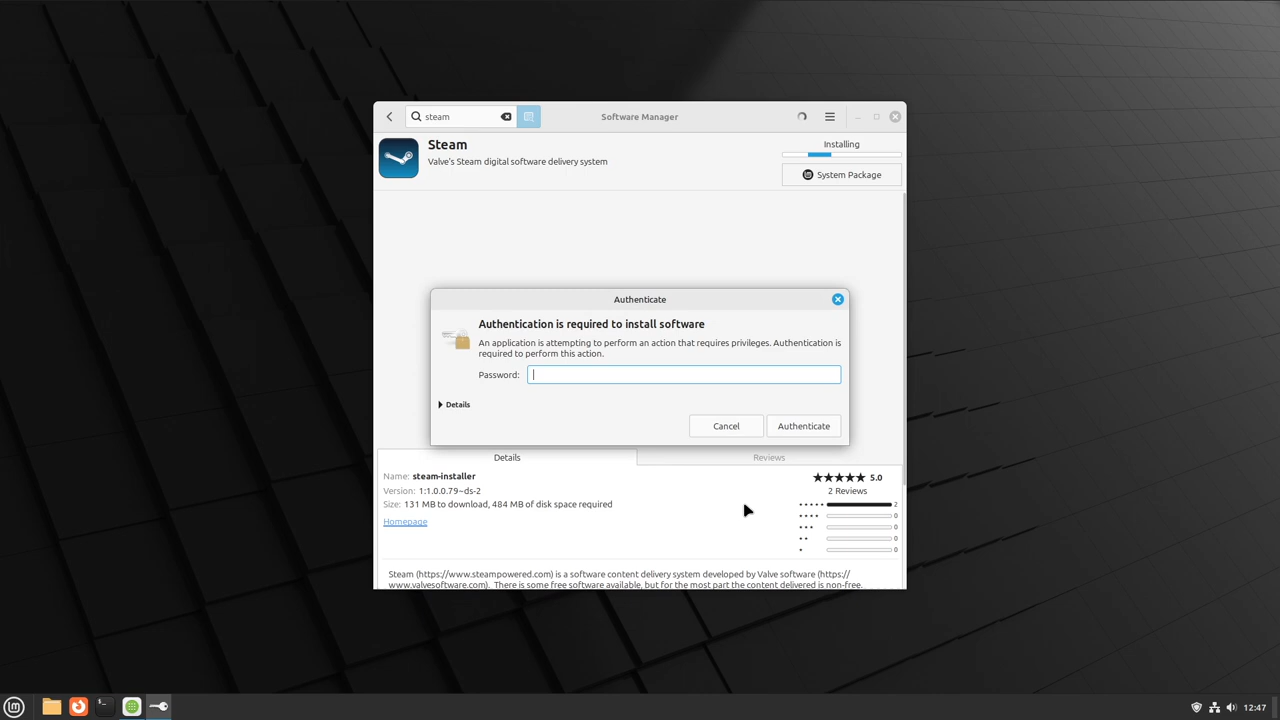 steam
Software Manager
Steam
Valve's Steam digital software delivery system
Installing
System Package
Authenticate
Authentication is required to install software
An application is attempting to perform an action that requires privileges. Authentication is
required to perform this action.
Password:
Details
Cancel
Authenticate
Details
Reviews
Name: steam-installer
Version: 1:1.0.0.79~ds-2
Size: 131 MB to download, 484 MB of disk space required
Homepage
★★★★★ 5.0
2 Reviews
2
0
0
0
0
Steam (https://www.steampowered.com) is a software content delivery system developed by Valve software (https://
www.valvesoftware.com). There is some free software available, but for the most part the content delivered is non-free.
12:47